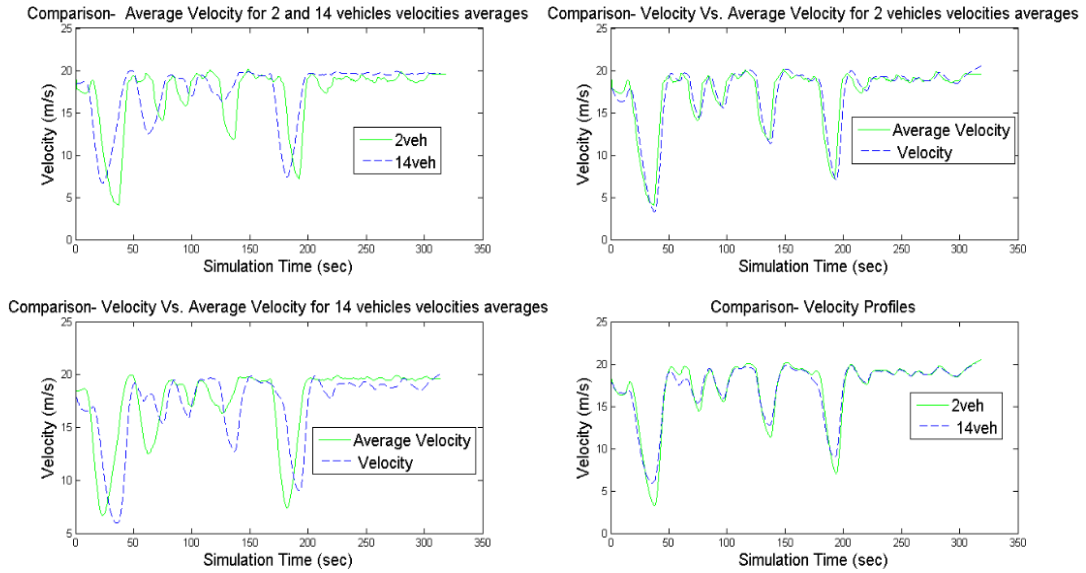 Comparison- Average Velocity for 2 and 14 vehicles velocities averages
25
20
15
10
5
0
Velocity (m/s)
2veh
14veh
0 50 100 150 200 250 300 350
Simulation Time (sec)
Comparison- Velocity Vs. Average Velocity for 2 vehicles velocities averages
25
20
15
10
5
0
Velocity (m/s)
Average Velocity
Velocity
0 50 100 150 200 250 300 350
Simulation Time (sec)
Comparison- Velocity Vs. Average Velocity for 14 vehicles velocities averages
25
20
15
10
5
Velocity (m/s)
Average Velocity
Velocity
0 50 100 150 200 250 300 350
Simulation Time (sec)
Comparison- Velocity Profiles
25
20
15
10
5
0
Velocity (m/s)
2veh
14veh
0 50 100 150 200 250 300 350
Simulation Time (sec)